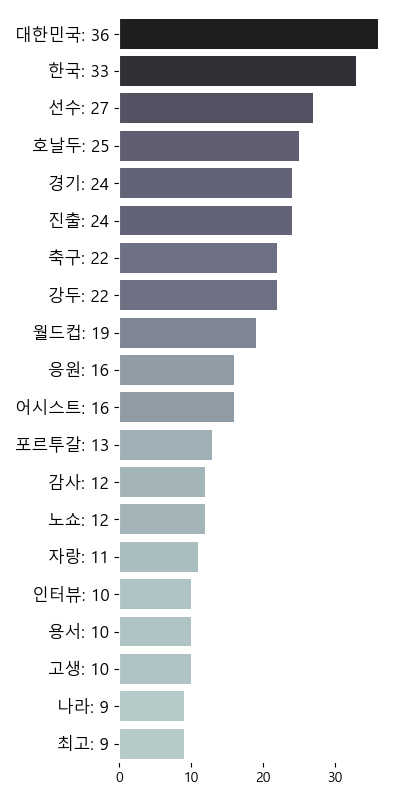 대한민국: 36
한국: 33
선수: 27
호날두: 25
경기: 24
진출: 24
축구: 22
강두: 22
월드컵: 19
응원: 16
어시스트: 16
포르투갈: 13
감사: 12
노쇼: 12
자랑: 11
인터뷰: 10
용서: 10
고생: 10
나라: 9
최고: 9
0 10 20 30